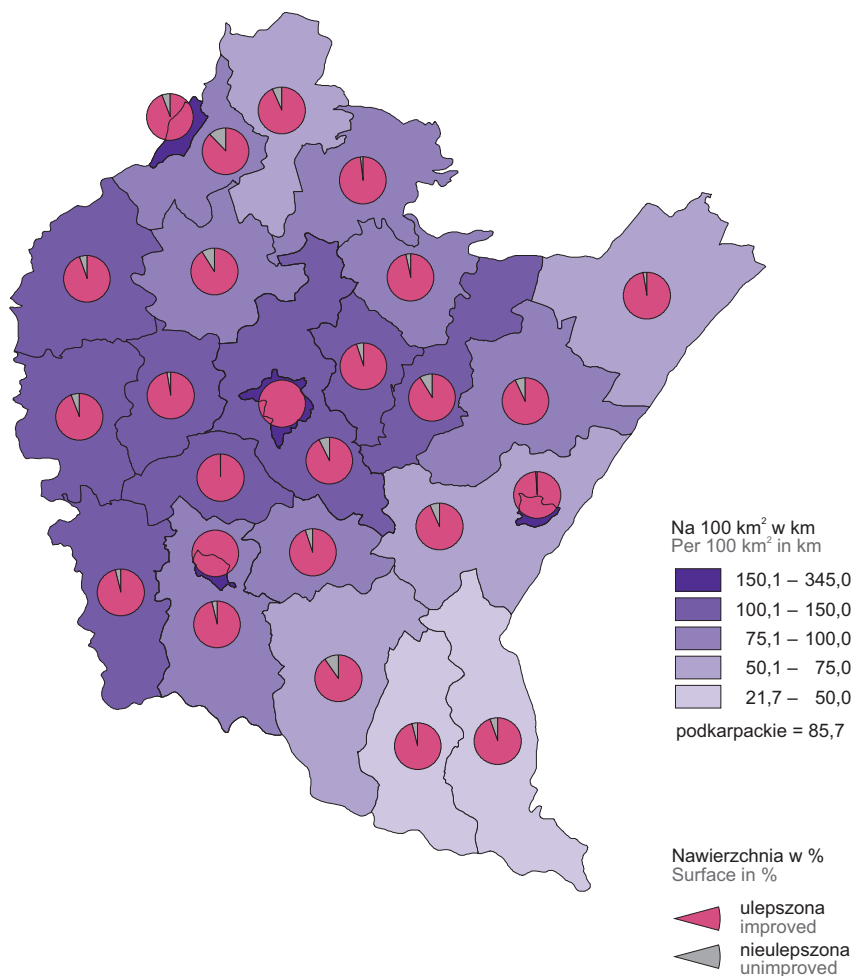 Na 100 km² w km
Per 100 km² in km
150,1 – 345,0
100,1 – 150,0
75,1 – 100,0
50,1 – 75,0
21,7 – 50,0
podkarpackie = 85,7
Nawierzchnia w %
Surface in %
ulepszona
improved
nieulepszona
unimproved